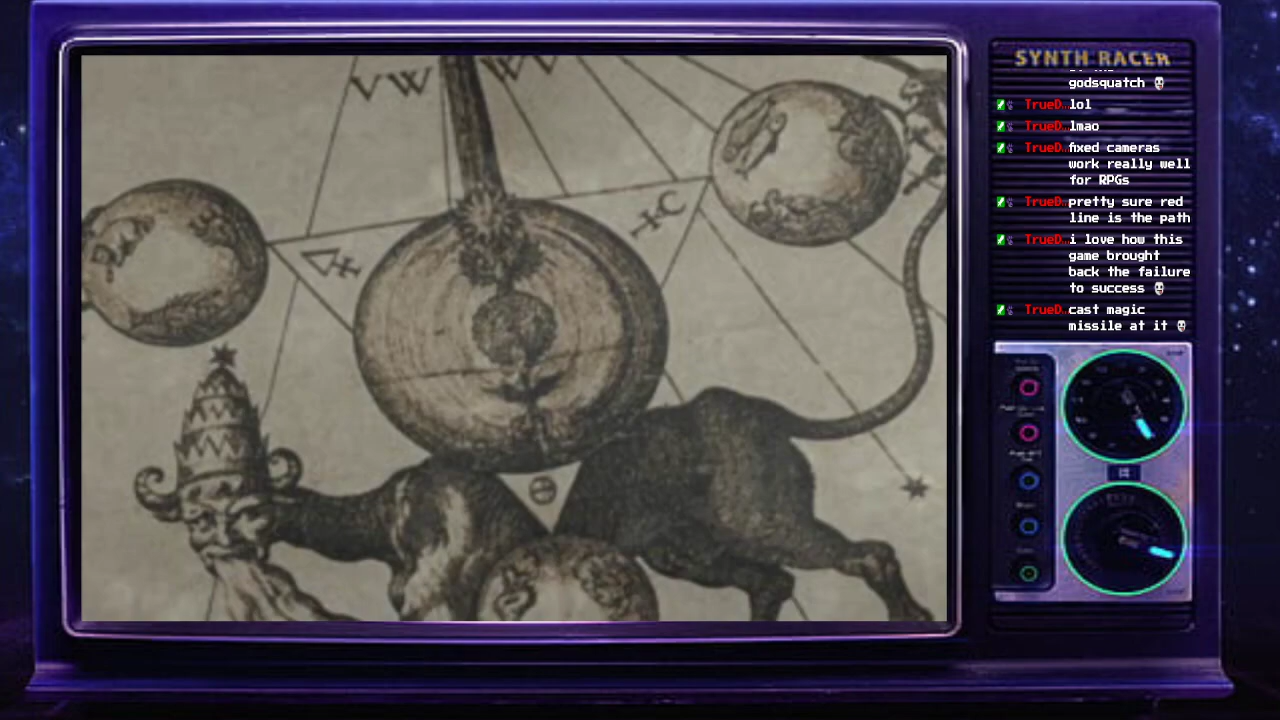 VW
WV
SYNTH RACER
godsquatch
TrueD…lol
TrueD…lmao
TrueD…fixed cameras
work really well
for RPGs
TrueD…pretty sure red
line is the path
TrueD…i love how this
game brought
back the failure
to success
TrueD…cast magic
missile at it